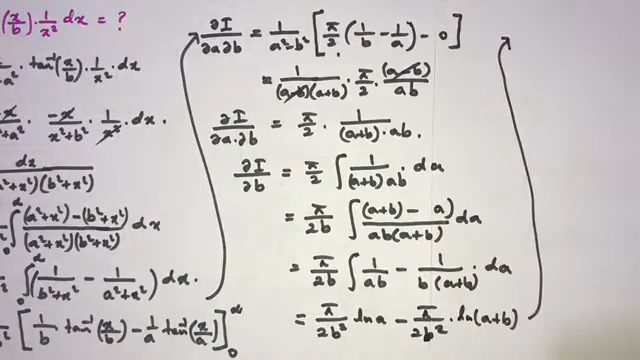 (x/b) · 1/x² dx = ?
-a² · tan⁻¹(x/b) · 1/x² · dx
-x/x²+a² · -x/x²+b² · 1/x² · dx.
dx/(a²+x²)(b²+x²)
∫₀^∝ (a²+x²)-(b²+x²)/(a²+x²)(b²+x²) dx
∫₀^∝ (1/b²+x² - 1/a²+x²) dx.
[1/b tan⁻¹(x/b) - 1/a tan⁻¹(x/a)]₀^∝
∂I/∂a∂b = 1/a²-b² [π/2 (1/b - 1/a) - 0]
= 1/(a-b)(a+b) · π/2 · (a-b)/ab
∂I/∂a·∂b = π/2 · 1/(a+b)·ab.
∂I/∂b = π/2 ∫ 1/(a+b)ab · da
= π/2b ∫ (a+b) - a)/ab(a+b) da
= π/2b ∫ 1/ab - 1/b(a+b) · da
= π/2b² ln a - π/2b² · ln(a+b)